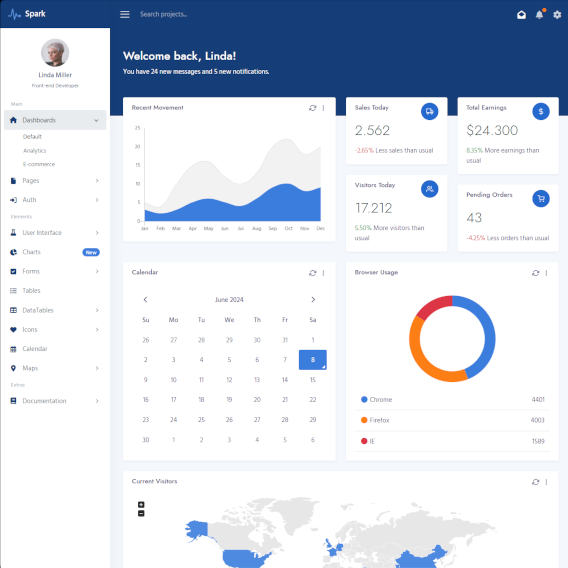 Spark
Search projects...
Linda Miller
Front-end Developer
Main
Dashboards
Default
Analytics
E-commerce
Pages
Auth
Elements
User Interface
Charts New
Forms
Tables
DataTables
Icons
Calendar
Maps
Extras
Documentation
Welcome back, Linda!
You have 24 new messages and 5 new notifications.
Recent Movement
25
20
15
10
5
0
Jan Feb Mar Apr May Jun Jul Aug Sep Oct Nov Dec
Sales Today
2.562
-2.65% Less sales than usual
Total Earnings
$24.300
8.35% More earnings than
usual
Visitors Today
17.212
5.50% More visitors than
usual
Pending Orders
43
-4.25% Less orders than usual
Calendar
June 2024
Su Mo Tu We Th Fr Sa
26 27 28 29 30 31 1
2 3 4 5 6 7 8
9 10 11 12 13 14 15
16 17 18 19 20 21 22
23 24 25 26 27 28 29
30 1 2 3 4 5 6
Browser Usage
Chrome 4401
Firefox 4003
IE 1589
Current Visitors